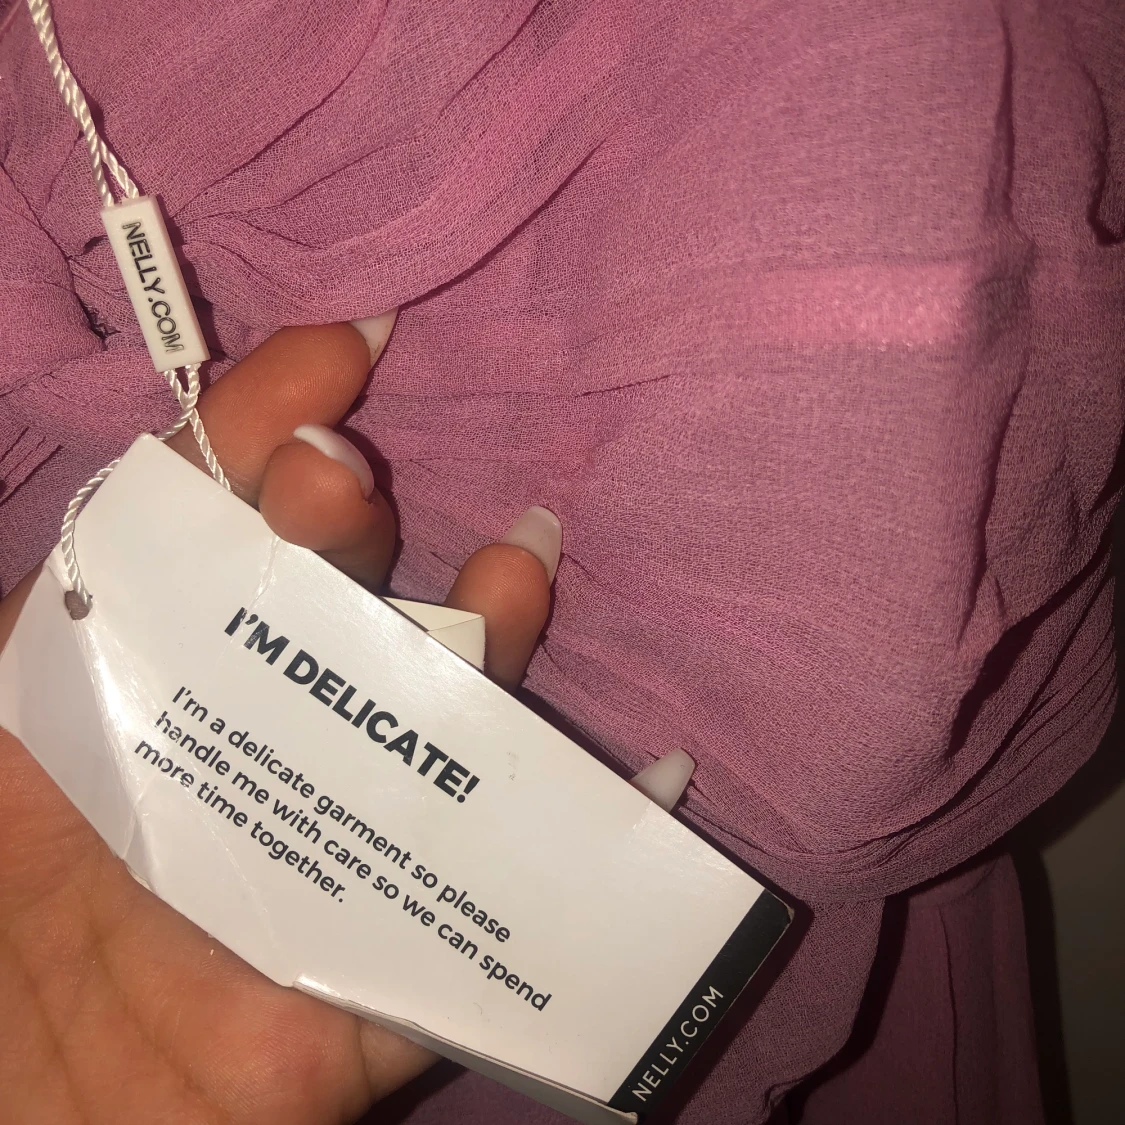 NELLY.COM
I'M DELICATE!
I'm a delicate garment so please
handle me with care so we can spend
more time together.
NELLY.COM